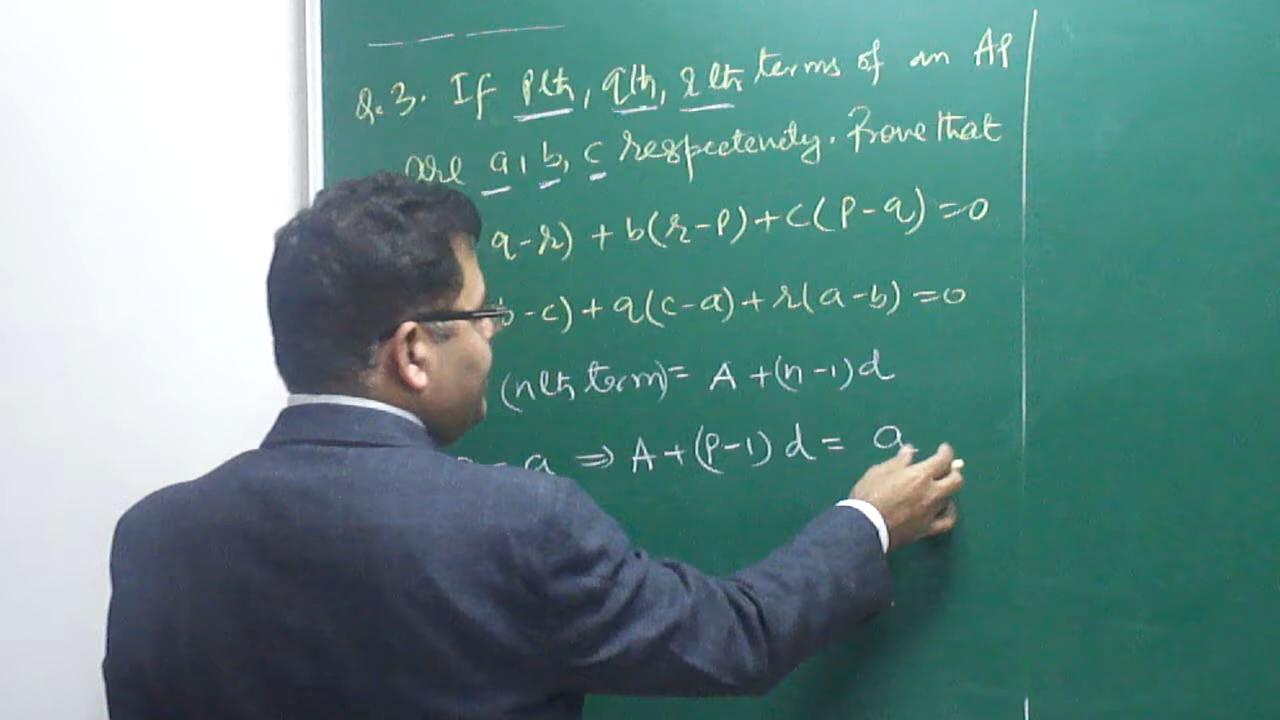 Q.3. If pth, qth, rth terms of an AP
are a, b, c respectively. Prove that
q-r) + b(r-p) + c(p-q) = 0
b-c) + q(c-a) + r(a-b) = 0
(nth term) = A + (n-1)d
= a ⇒ A + (p-1)d = a